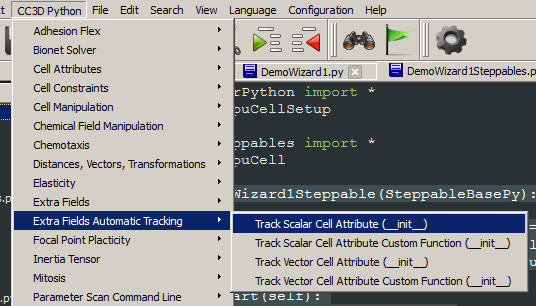 CC3D Python File Edit Search View Language Configuration Help
Adhesion Flex
Bionet Solver
Cell Attributes
Cell Constraints
Cell Manipulation
Chemical Field Manipulation
Chemotaxis
Distances, Vectors, Transformations
Elasticity
Extra Fields
Extra Fields Automatic Tracking
Focal Point Placticity
Inertia Tensor
Mitosis
Parameter Scan Command Line
Track Scalar Cell Attribute (__init__)
Track Scalar Cell Attribute Custom Function (__init__)
Track Vector Cell Attribute (__init__)
Track Vector Cell Attribute Custom Function (__init__)
DemoWizard1.py DemoWizard1Steppables.py
rPython import *
puCellSetup
ppables import *
puCell
Wizard1Steppable(SteppableBasePy):
art(self):